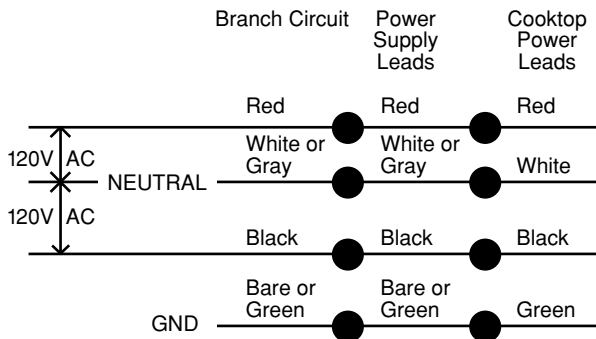 Branch Circuit Power Supply Leads Cooktop Power Leads
Red Red Red
120V AC
White or Gray White or Gray White
NEUTRAL
120V AC
Black Black Black
Bare or Green Bare or Green Green
GND